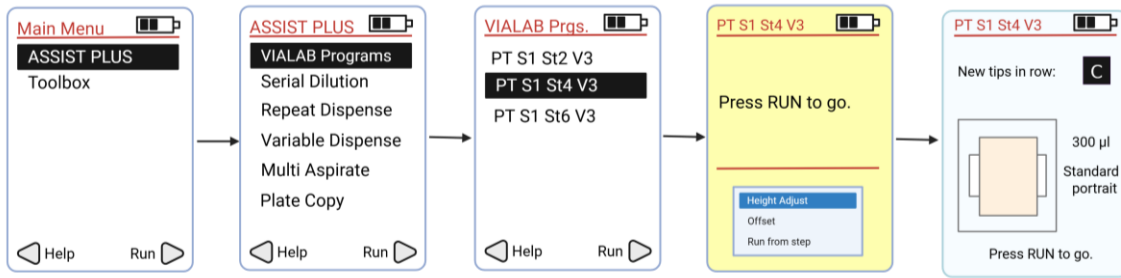 Main Menu
ASSIST PLUS
Toolbox
Help
Run
ASSIST PLUS
VIALAB Programs
Serial Dilution
Repeat Dispense
Variable Dispense
Multi Aspirate
Plate Copy
Help
Run
VIALAB Prgs.
PT S1 St2 V3
PT S1 St4 V3
PT S1 St6 V3
Help
Run
PT S1 St4 V3
Press RUN to go.
Height Adjust
Offset
Run from step
PT S1 St4 V3
New tips in row: C
300 µl
Standard
portrait
Press RUN to go.